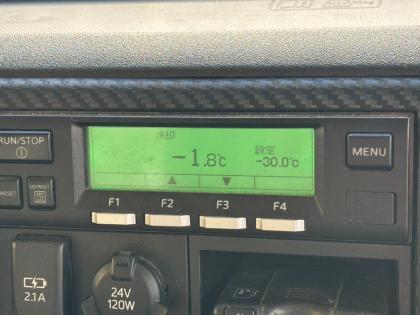 RUN/STOP
冷却
-1.8℃
設定
-30.0℃
MENU
PRESET
DEFROST
▲
▼
F1
F2
F3
F4
2.1A
24V
120W